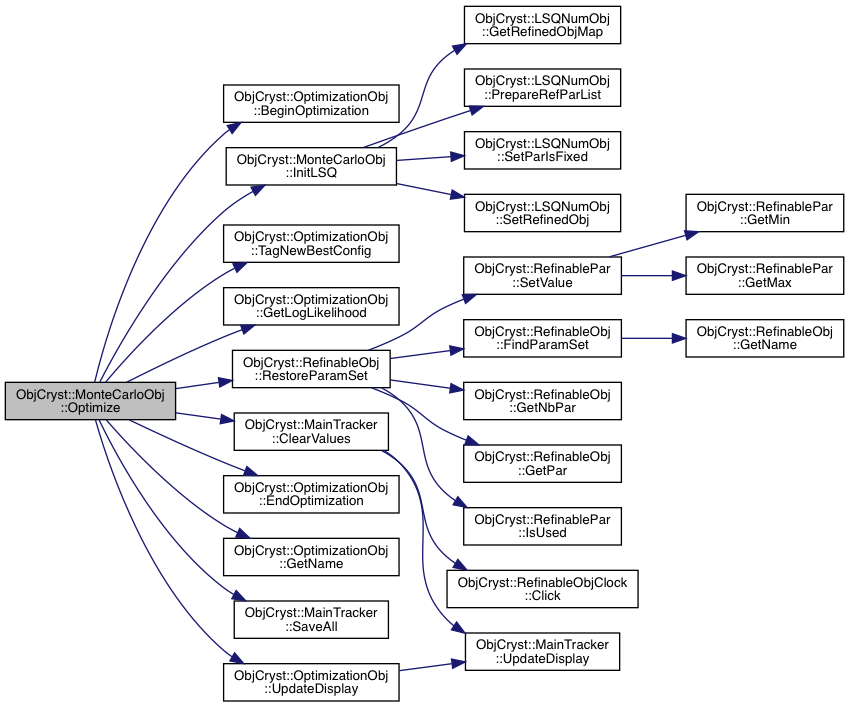 ObjCryst::MonteCarloObj
::Optimize
ObjCryst::OptimizationObj
::BeginOptimization
ObjCryst::MonteCarloObj
::InitLSQ
ObjCryst::OptimizationObj
::TagNewBestConfig
ObjCryst::OptimizationObj
::GetLogLikelihood
ObjCryst::RefinableObj
::RestoreParamSet
ObjCryst::MainTracker
::ClearValues
ObjCryst::OptimizationObj
::EndOptimization
ObjCryst::OptimizationObj
::GetName
ObjCryst::MainTracker
::SaveAll
ObjCryst::OptimizationObj
::UpdateDisplay
ObjCryst::LSQNumObj
::GetRefinedObjMap
ObjCryst::LSQNumObj
::PrepareRefParList
ObjCryst::LSQNumObj
::SetParIsFixed
ObjCryst::LSQNumObj
::SetRefinedObj
ObjCryst::RefinablePar
::SetValue
ObjCryst::RefinableObj
::FindParamSet
ObjCryst::RefinableObj
::GetNbPar
ObjCryst::RefinableObj
::GetPar
ObjCryst::RefinablePar
::IsUsed
ObjCryst::RefinableObjClock
::Click
ObjCryst::MainTracker
::UpdateDisplay
ObjCryst::RefinablePar
::GetMin
ObjCryst::RefinablePar
::GetMax
ObjCryst::RefinableObj
::GetName